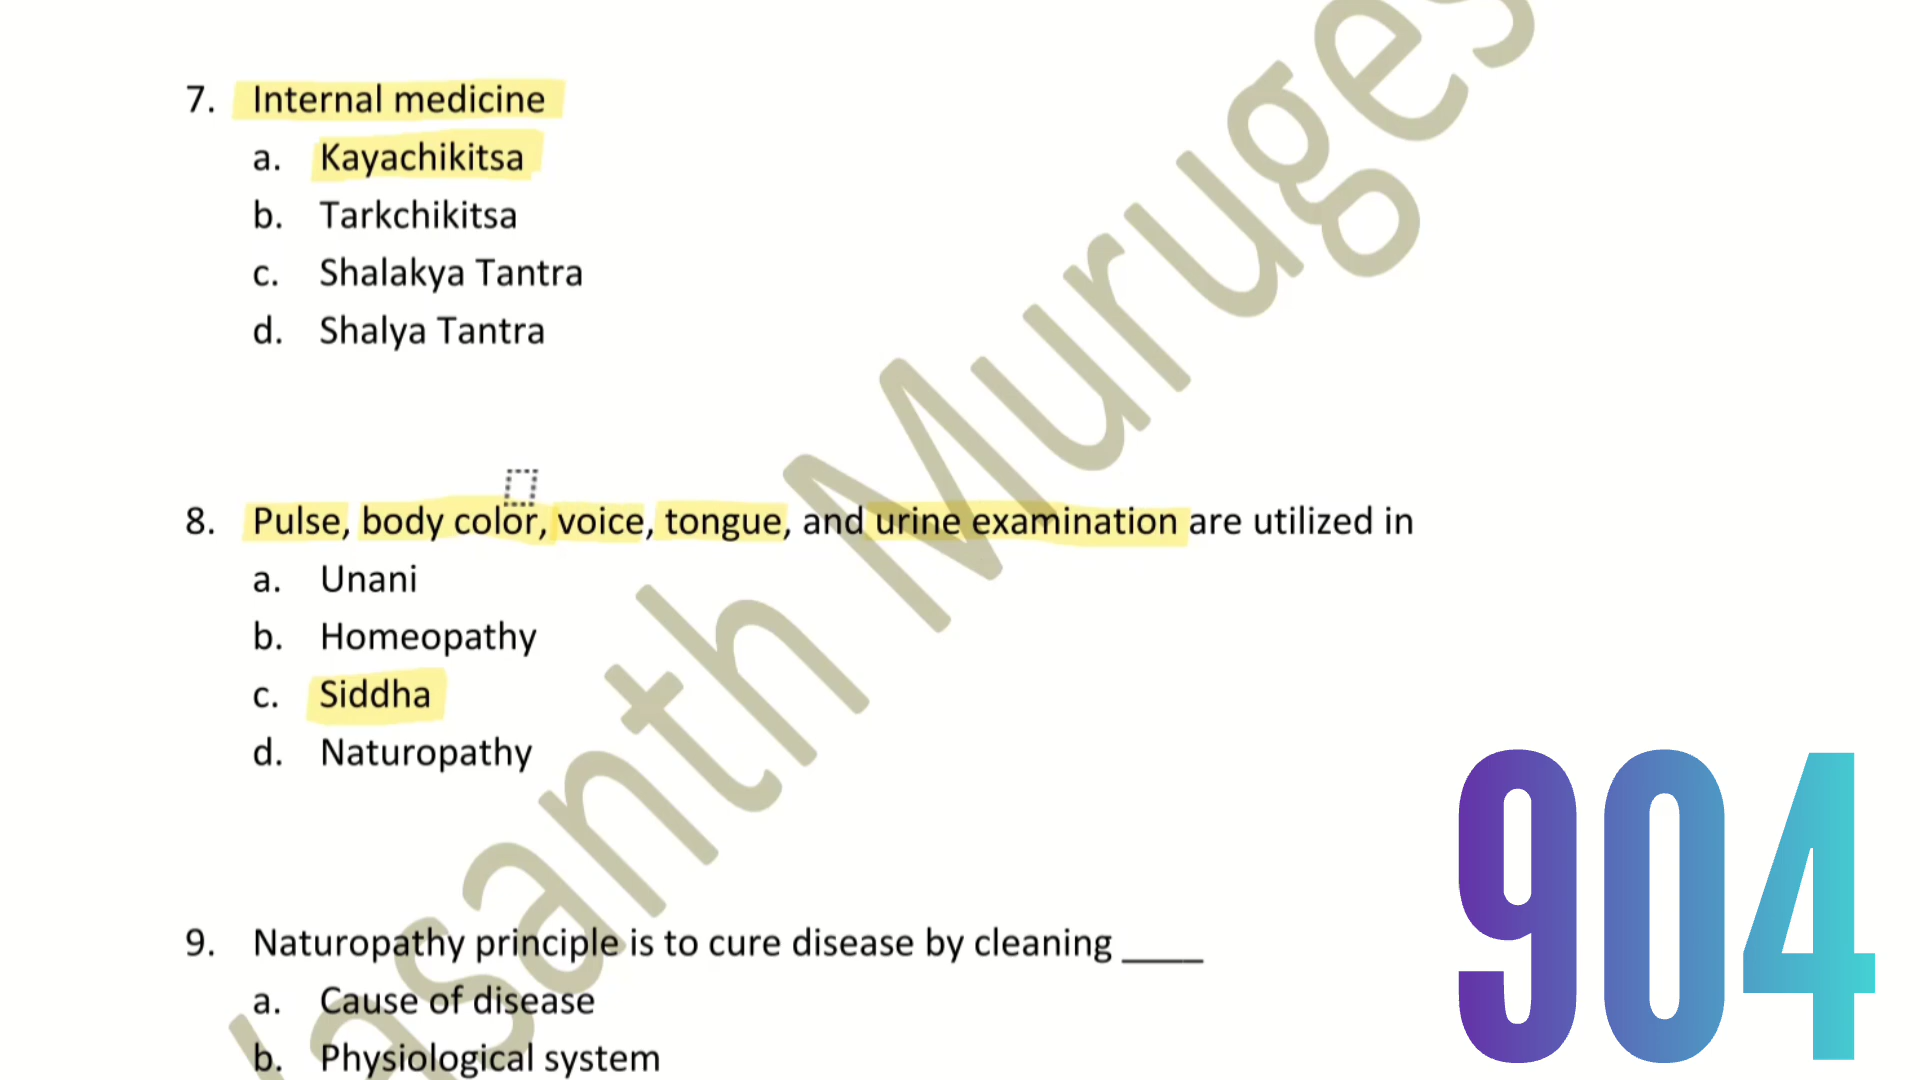 7. Internal medicine
a. Kayachikitsa
b. Tarkchikitsa
c. Shalakya Tantra
d. Shalya Tantra
8. Pulse, body color, voice, tongue, and urine examination are utilized in
a. Unani
b. Homeopathy
c. Siddha
d. Naturopathy
9. Naturopathy principle is to cure disease by cleaning ____
a. Cause of disease
b. Physiological system
904